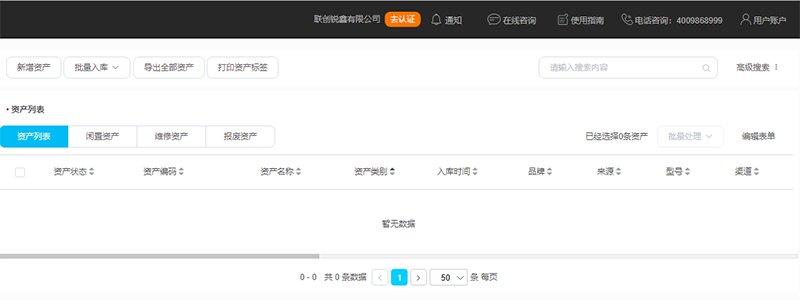 联创锐鑫有限公司 去认证 通知 在线咨询 使用指南 电话咨询：4009868999 用户账户
新增资产 批量入库 导出全部资产 打印资产标签 请输入搜索内容 高级搜索
• 资产列表
资产列表 闲置资产 维修资产 报废资产 已经选择0条资产 批量处理 编辑表单
资产状态 资产编码 资产名称 资产类别 入库时间 品牌 来源 型号 渠道
暂无数据
0 - 0 共 0 条数据 1 50 条 每页